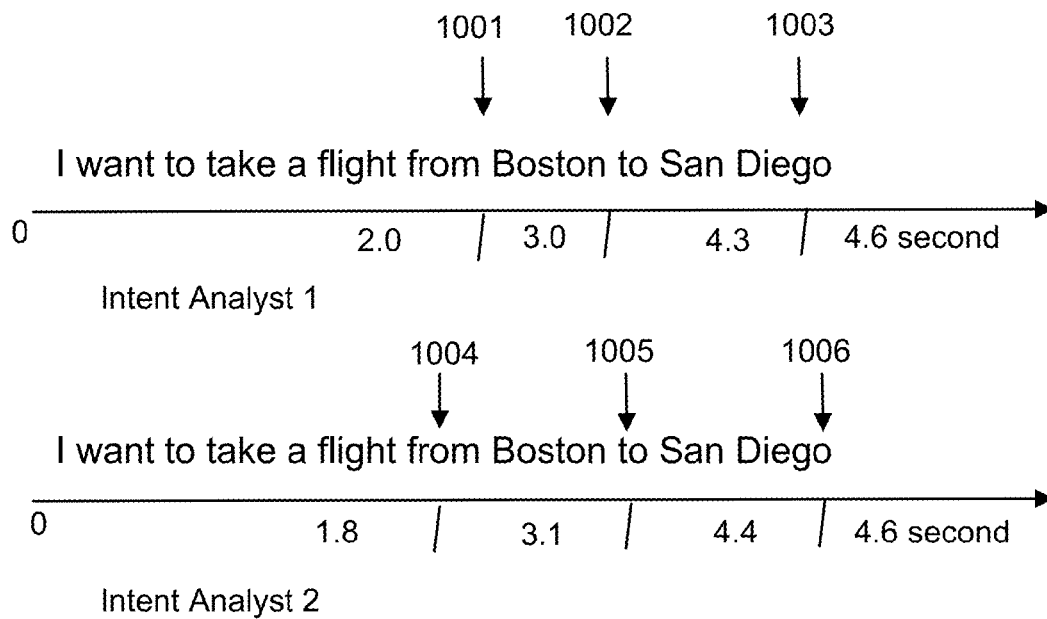 1001 1002 1003
I want to take a flight from Boston to San Diego
0 2.0 / 3.0 / 4.3 / 4.6 second
Intent Analyst 1
1004 1005 1006
I want to take a flight from Boston to San Diego
0 1.8 / 3.1 / 4.4 / 4.6 second
Intent Analyst 2